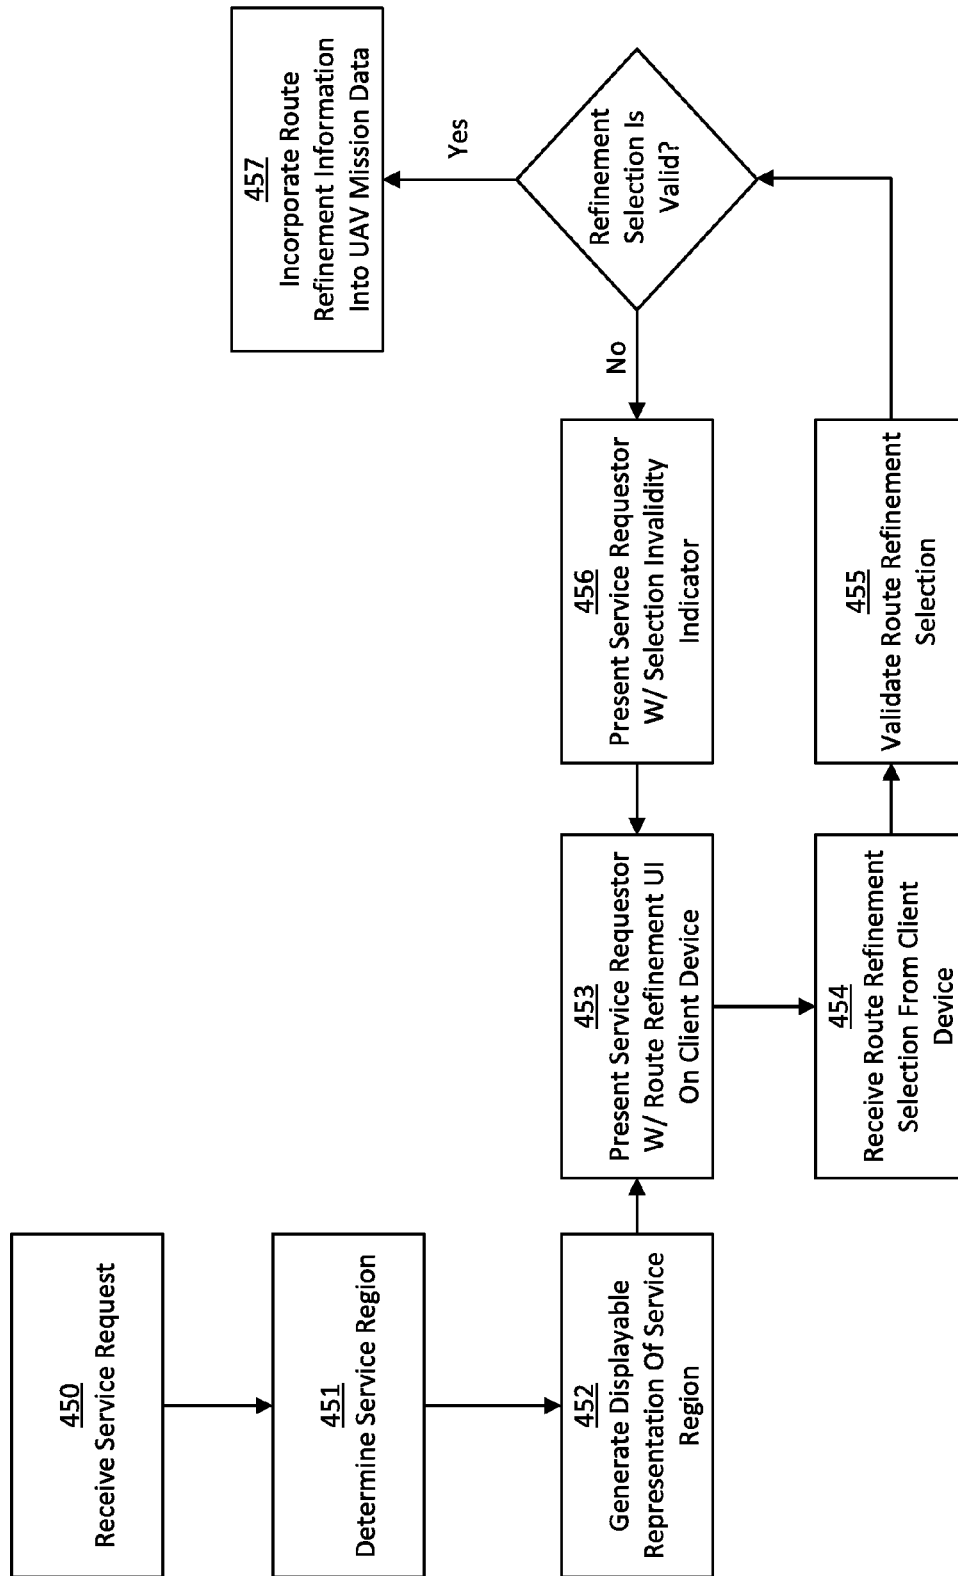 450
Receive Service Request
451
Determine Service Region
452
Generate Displayable
Representation Of Service
Region
453
Present Service Requestor
W/ Route Refinement UI
On Client Device
454
Receive Route Refinement
Selection From Client
Device
455
Validate Route Refinement
Selection
Refinement
Selection Is
Valid?
No
456
Present Service Requestor
W/ Selection Invalidity
Indicator
Yes
457
Incorporate Route
Refinement Information
Into UAV Mission Data